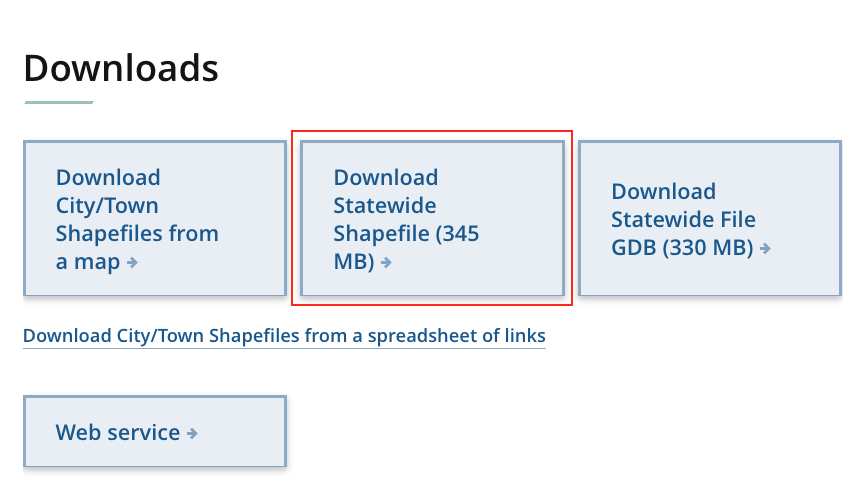 Downloads
Download
City/Town
Shapefiles from
a map
Download
Statewide
Shapefile (345
MB)
Download
Statewide File
GDB (330 MB)
Download City/Town Shapefiles from a spreadsheet of links
Web service